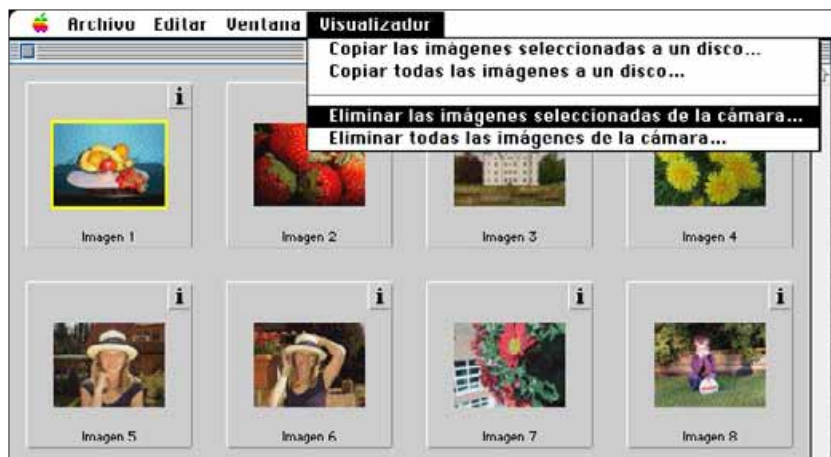 Archivo Editar Ventana Visualizador
Copiar las imágenes seleccionadas a un disco...
Copiar todas las imágenes a un disco...
Eliminar las imágenes seleccionadas de la cámara...
Eliminar todas las imágenes de la cámara...
i
Imagen 1 Imagen 2 Imagen 3 Imagen 4
i i i i
Imagen 5 Imagen 6 Imagen 7 Imagen 8